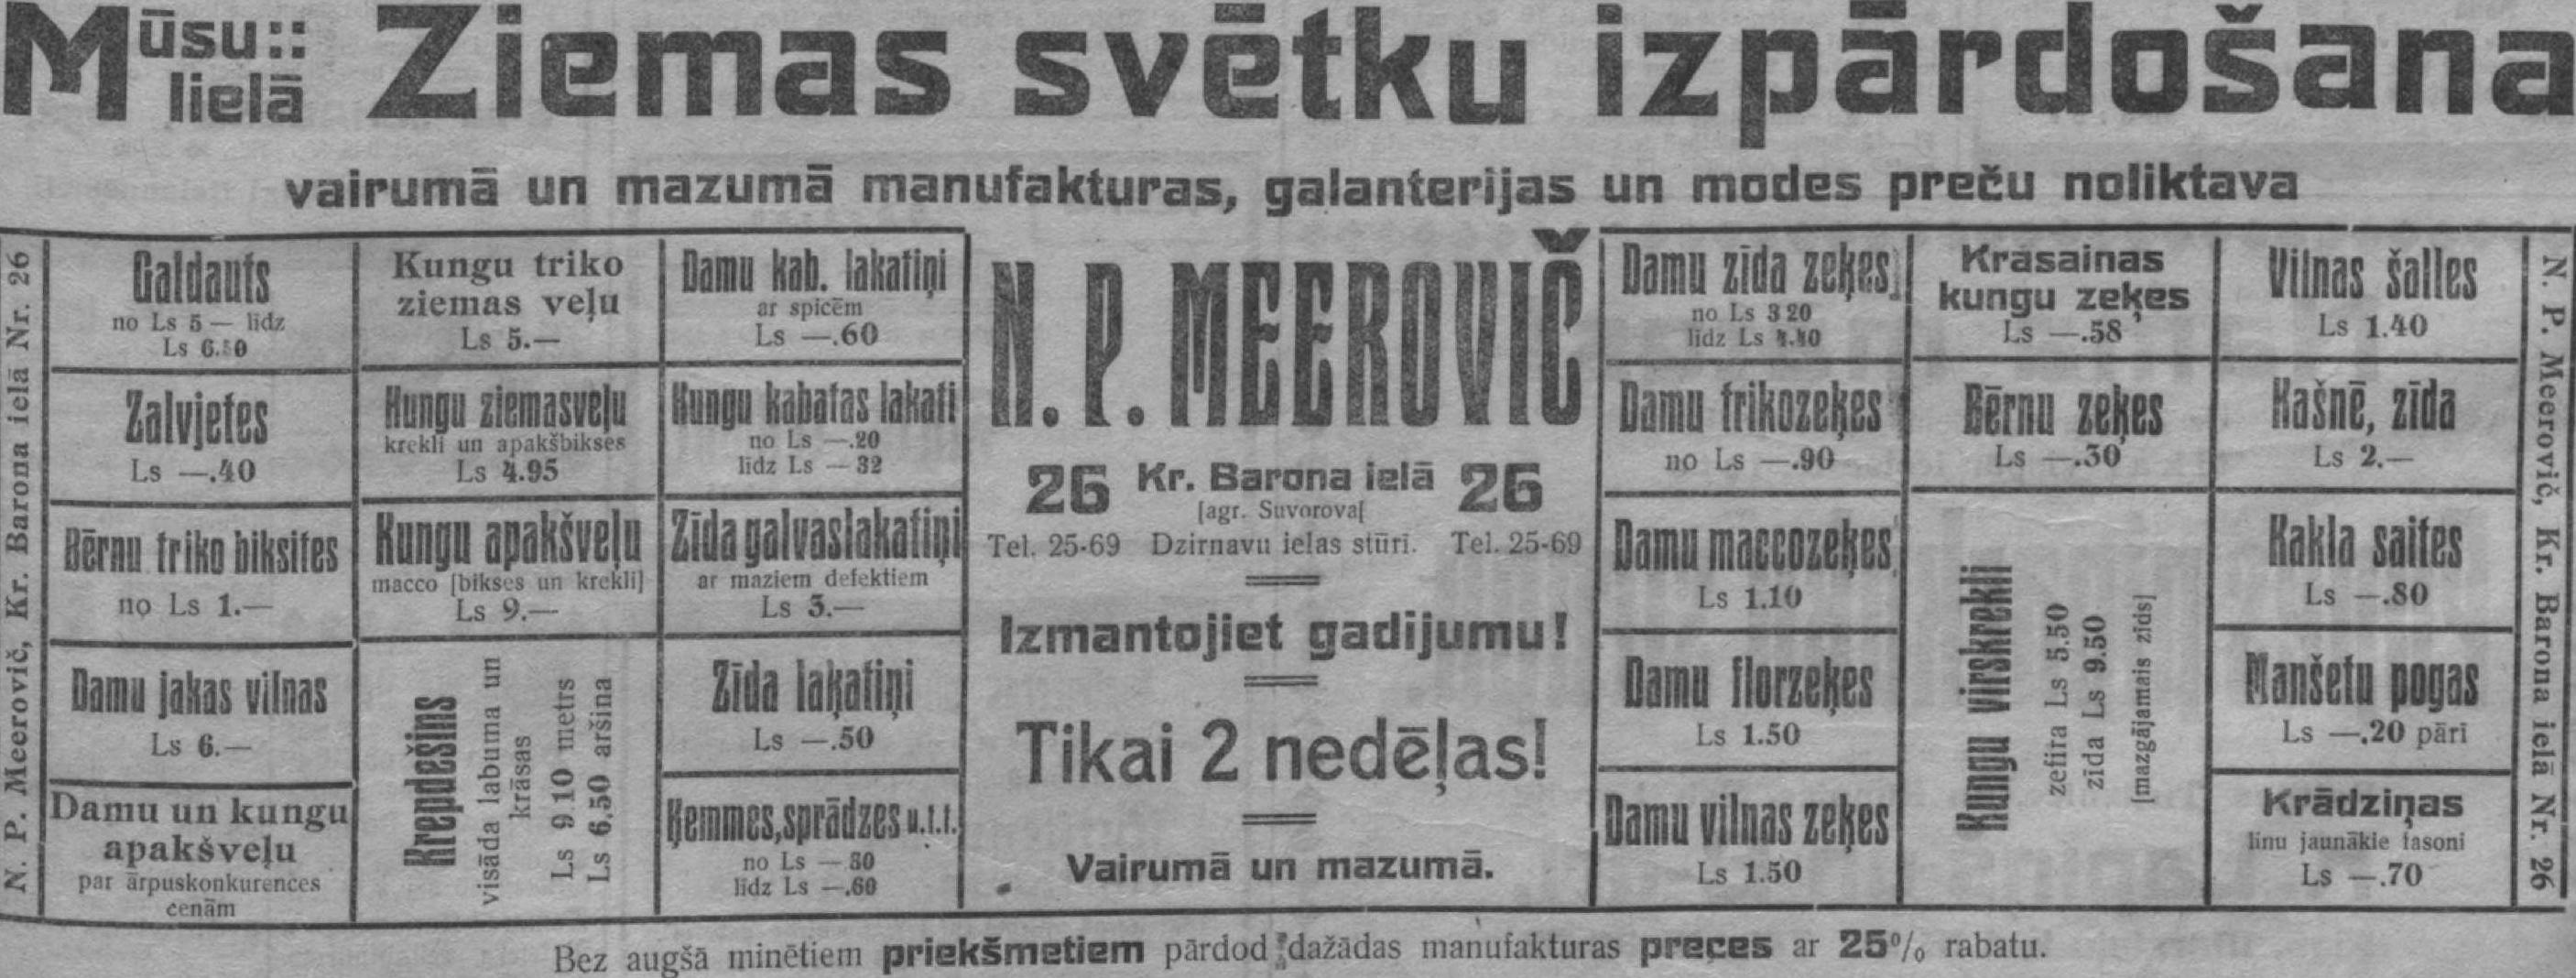 Mūsu ::
lielā
Ziemas svētku izpārdošana
vairumā un mazumā manufakturas, galanterijas un modes preču noliktava
N. P. Meerovič, Kr. Barona ielā Nr. 26
Galdauts
no Ls 5 — līdz
Ls 6.50
Zalvjetes
Ls —.40
Bērnu triko biksites
no Ls 1.—
Damu jakas vilnas
Ls 6.—
Damu un kungu
apakšveļu
par ārpuskonkurences
cenām
Kungu triko
ziemas veļu
Ls 5.—
Kungu ziemasveļu
krekli un apakšbikses
Ls 4.95
Kungu apakšveļu
macco [bikses un krekli]
Ls 9.—
Krepdešins
visāda labuma un
krāsas
Ls 9 10 metrs
Ls 6.50 aršina
Damu kab. lakatiņi
ar spicēm
Ls —.60
Kungu kabatas lakati
no Ls —.20
līdz Ls — 32
Zīda galvaslakatiņi
ar maziem defektiem
Ls 3.—
Zīda laķatiņi
Ls —.50
Ķemmes, sprādzes u.t.t.
no Ls — 30
līdz Ls —.60
N. P. MEEROVIČ
26 Kr. Barona ielā 26
[agr. Suvorova[
Tel. 25-69 Dzirnavu ielas stūrī. Tel. 25-69
Izmantojiet gadijumu!
Tikai 2 nedēļas!
Vairumā un mazumā.
Damu zīda zeķes
no Ls 3 20
līdz Ls 4.40
Damu trikozeķes
no Ls —.90
Damu maccozeķes
Ls 1.10
Damu florzeķes
Ls 1.50
Damu vilnas zeķes
Ls 1.50
Krāsainas
kungu zeķes
Ls —.58
Bērnu zeķes
Ls —.30
Kungu virskrekli
zefira Ls 5.50
zīda Ls 9.50
[mazgājamais zīds]
Vilnas šalles
Ls 1.40
Kašnē, zīda
Ls 2.—
Kakla saites
Ls —.80
Manšetu pogas
Ls —.20 pārī
Krādziņas
linu jaunākie fasoni
Ls —.70
N. P. Meerovič, Kr. Barona ielā Nr. 26
Bez augšā minētiem priekšmetiem pārdod dažādas manufakturas preçes ar 25% rabatu.